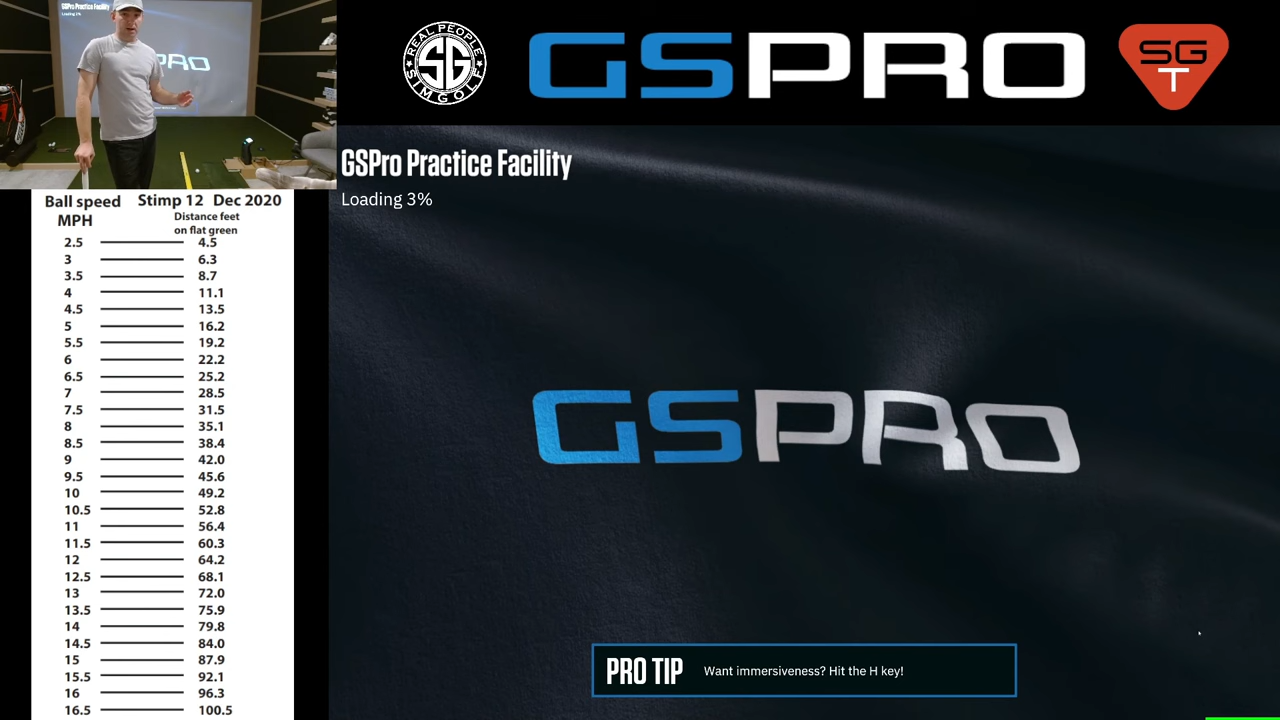 GSPro Practice Facility
Loading 3%
REAL PEOPLE
SG
SIMGOLF
GSPRO
SG
T
GSPro Practice Facility
Loading 3%
Ball speed Stimp 12 Dec 2020
MPH Distance feet
on flat green
2.5 4.5
3 6.3
3.5 8.7
4 11.1
4.5 13.5
5 16.2
5.5 19.2
6 22.2
6.5 25.2
7 28.5
7.5 31.5
8 35.1
8.5 38.4
9 42.0
9.5 45.6
10 49.2
10.5 52.8
11 56.4
11.5 60.3
12 64.2
12.5 68.1
13 72.0
13.5 75.9
14 79.8
14.5 84.0
15 87.9
15.5 92.1
16 96.3
16.5 100.5
GSPRO
PRO TIP Want immersiveness? Hit the H key!